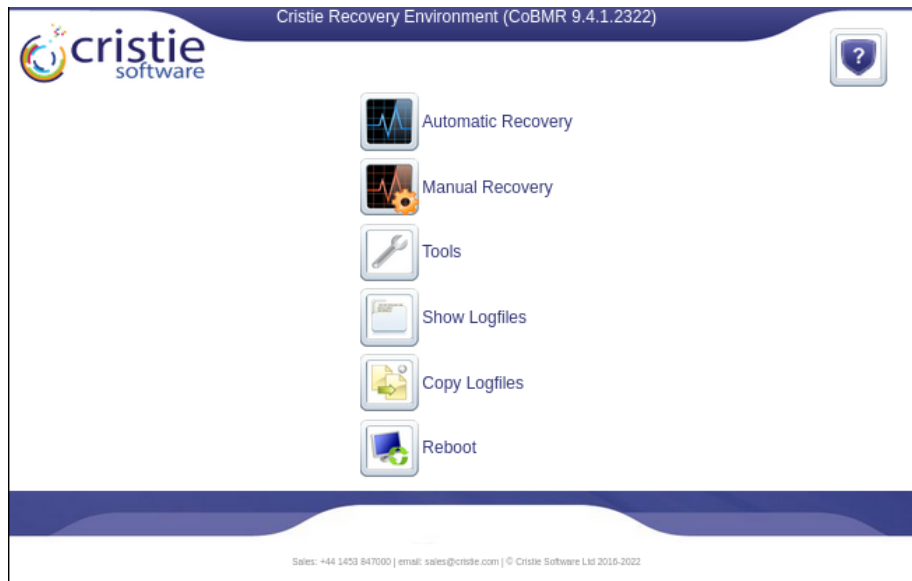 Cristie Recovery Environment (CoBMR 9.4.1.2322)
cristie
software
?
Automatic Recovery
Manual Recovery
Tools
Show Logfiles
Copy Logfiles
Reboot
Sales: +44 1453 847000 | email: sales@cristie.com | © Cristie Software Ltd 2016-2022